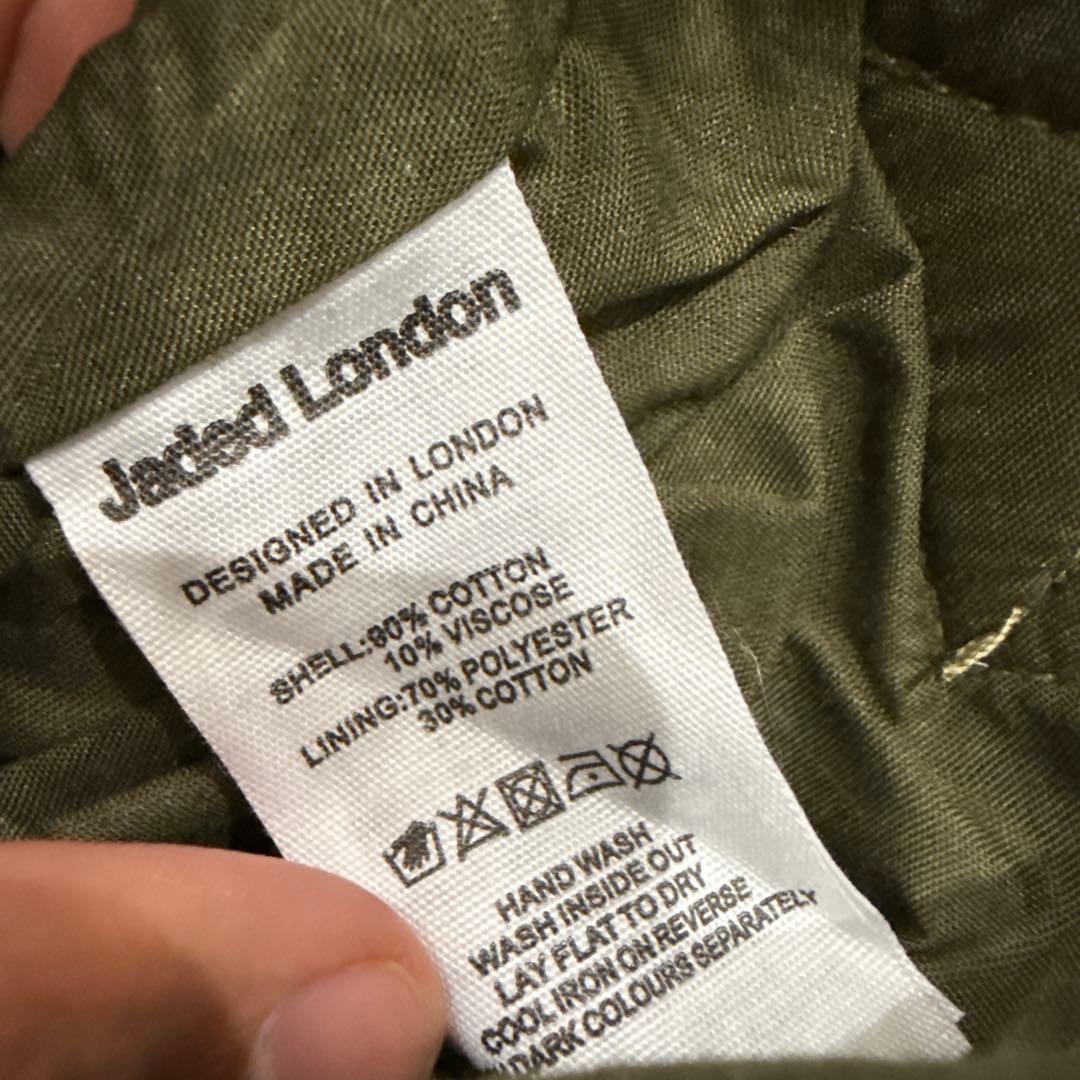 Jaded London
DESIGNED IN LONDON
MADE IN CHINA
SHELL:90% COTTON
10% VISCOSE
LINING:70% POLYESTER
30% COTTON
HAND WASH
WASH INSIDE OUT
LAY FLAT TO DRY
COOL IRON ON REVERSE
DARK COLOURS SEPARATELY